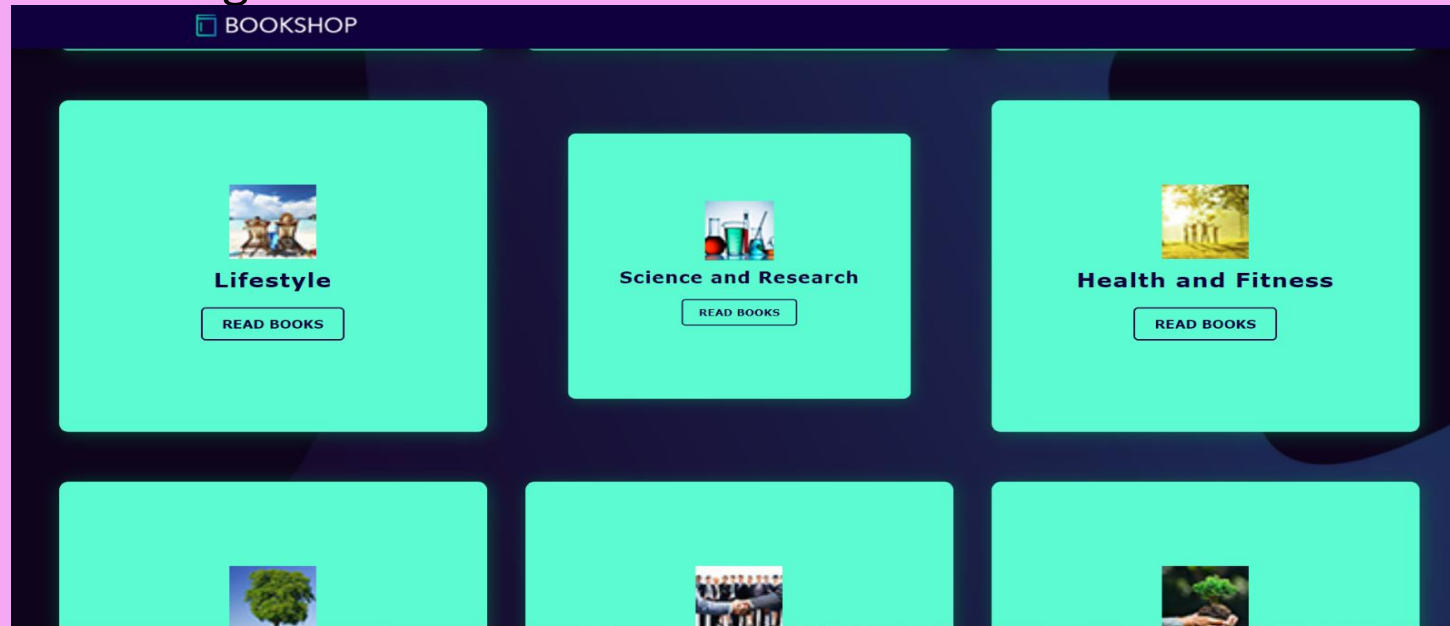 BOOKSHOP
Lifestyle
READ BOOKS
Science and Research
READ BOOKS
Health and Fitness
READ BOOKS